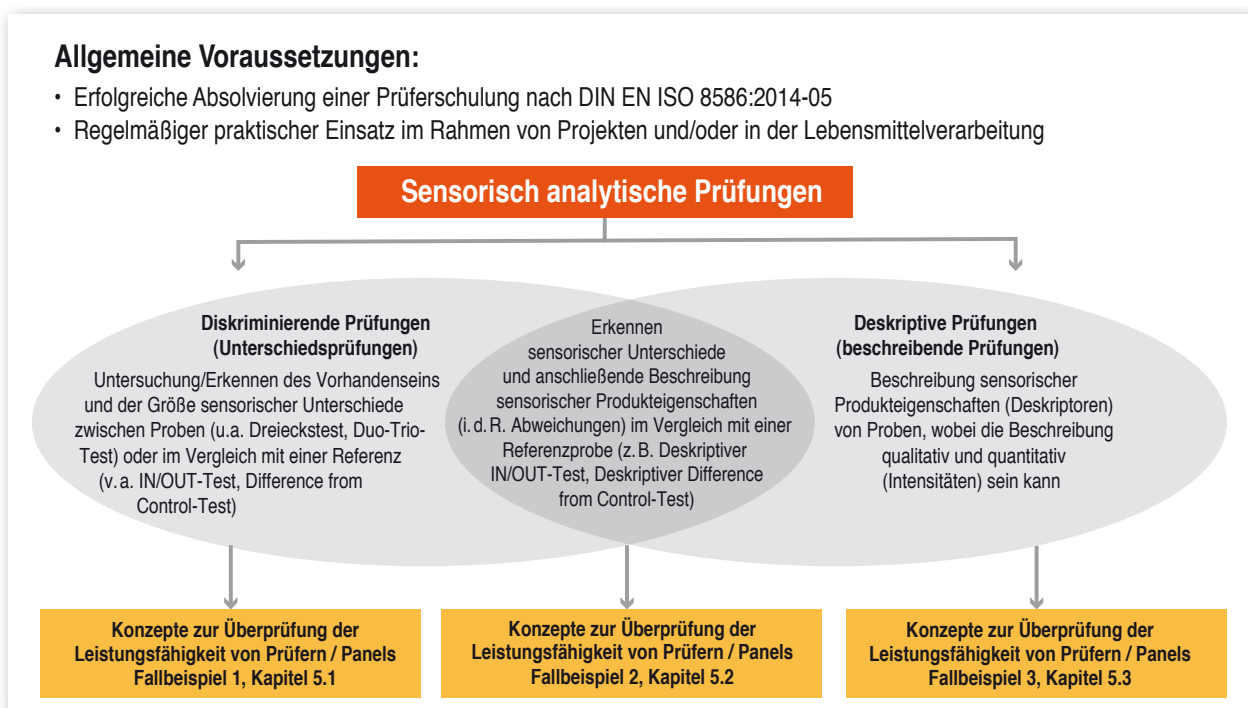 Allgemeine Voraussetzungen:
• Erfolgreiche Absolvierung einer Prüferschulung nach DIN EN ISO 8586:2014-05
• Regelmäßiger praktischer Einsatz im Rahmen von Projekten und/oder in der Lebensmittelverarbeitung
Sensorisch analytische Prüfungen
Diskriminierende Prüfungen
(Unterschiedsprüfungen)
Untersuchung/Erkennen des Vorhandenseins
und der Größe sensorischer Unterschiede
zwischen Proben (u.a. Dreieckstest, Duo-Trio-
Test) oder im Vergleich mit einer Referenz
(v. a. IN/OUT-Test, Difference from
Control-Test)
Erkennen
sensorischer Unterschiede
und anschließende Beschreibung
sensorischer Produkteigenschaften
(i. d. R. Abweichungen) im Vergleich mit einer
Referenzprobe (z. B. Deskriptiver
IN/OUT-Test, Deskriptiver Difference
from Control-Test)
Deskriptive Prüfungen
(beschreibende Prüfungen)
Beschreibung sensorischer
Produkteigenschaften (Deskriptoren)
von Proben, wobei die Beschreibung
qualitativ und quantitativ
(Intensitäten) sein kann
Konzepte zur Überprüfung der
Leistungsfähigkeit von Prüfern / Panels
Fallbeispiel 1, Kapitel 5.1
Konzepte zur Überprüfung der
Leistungsfähigkeit von Prüfern / Panels
Fallbeispiel 2, Kapitel 5.2
Konzepte zur Überprüfung der
Leistungsfähigkeit von Prüfern / Panels
Fallbeispiel 3, Kapitel 5.3